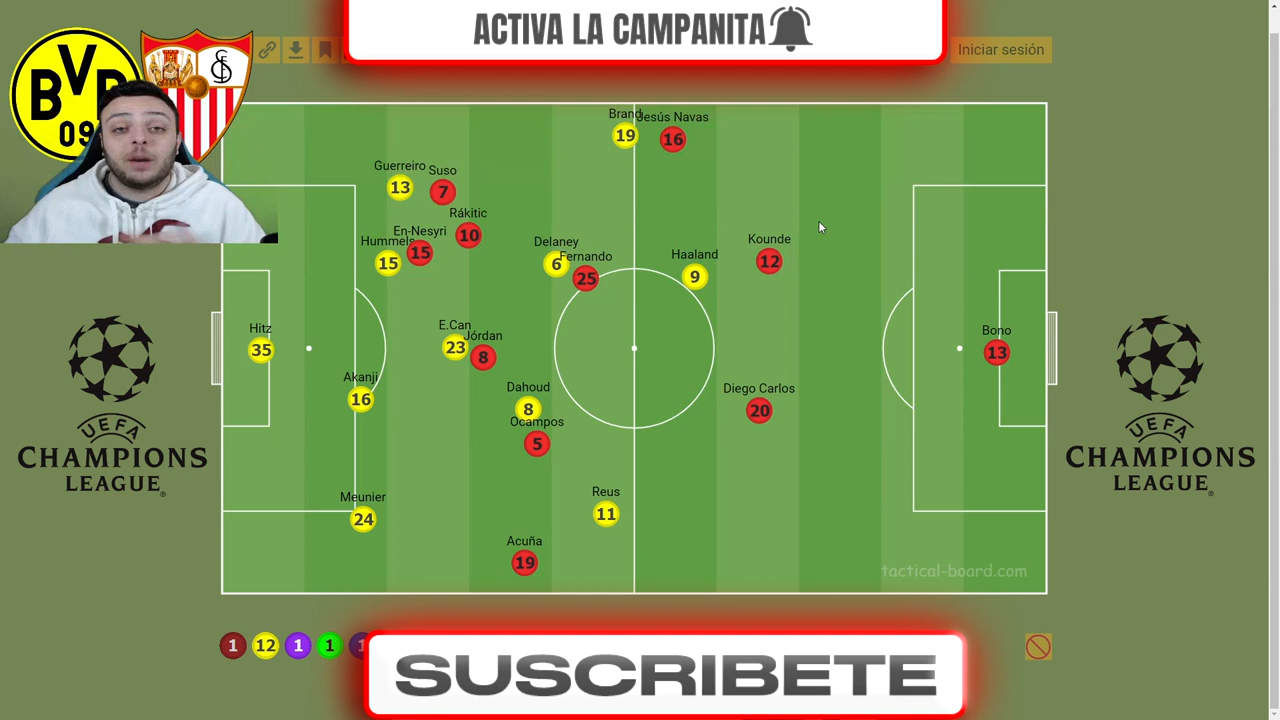 ACTIVA LA CAMPANITA
Iniciar sesión
BVB
09
Brand
19
Jesús Navas
16
Guerreiro
13
Suso
7
Rákitic
10
En-Nesyri
15
Hummels
15
Delaney
6
Fernando
25
Haaland
9
Kounde
12
Hitz
35
E.Can
23
Jórdan
8
Bono
13
Akanji
16
Dahoud
8
Ocampos
5
Diego Carlos
20
Meunier
24
Reus
11
Acuña
19
UEFA
CHAMPIONS
LEAGUE®
UEFA
CHAMPIONS
LEAGUE®
tactical-board.com
1 12 1 1 1
SUSCRIBETE